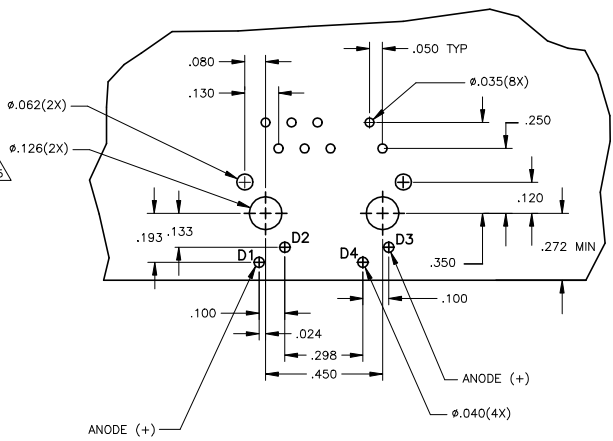 .050 TYP
.080
ø.035(8X)
.130
ø.062(2X)
.250
ø.126(2X)
.120
.193
.133
.272 MIN
D3
D2
.350
D1
D4
.100
.100
.024
.298
.450
ANODE (+)
ø.040(4X)
ANODE (+)